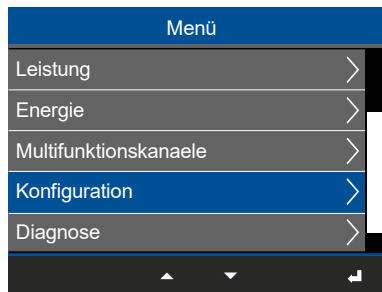 Menü
Leistung
Energie
Multifunktionskanaele
Konfiguration
Diagnose